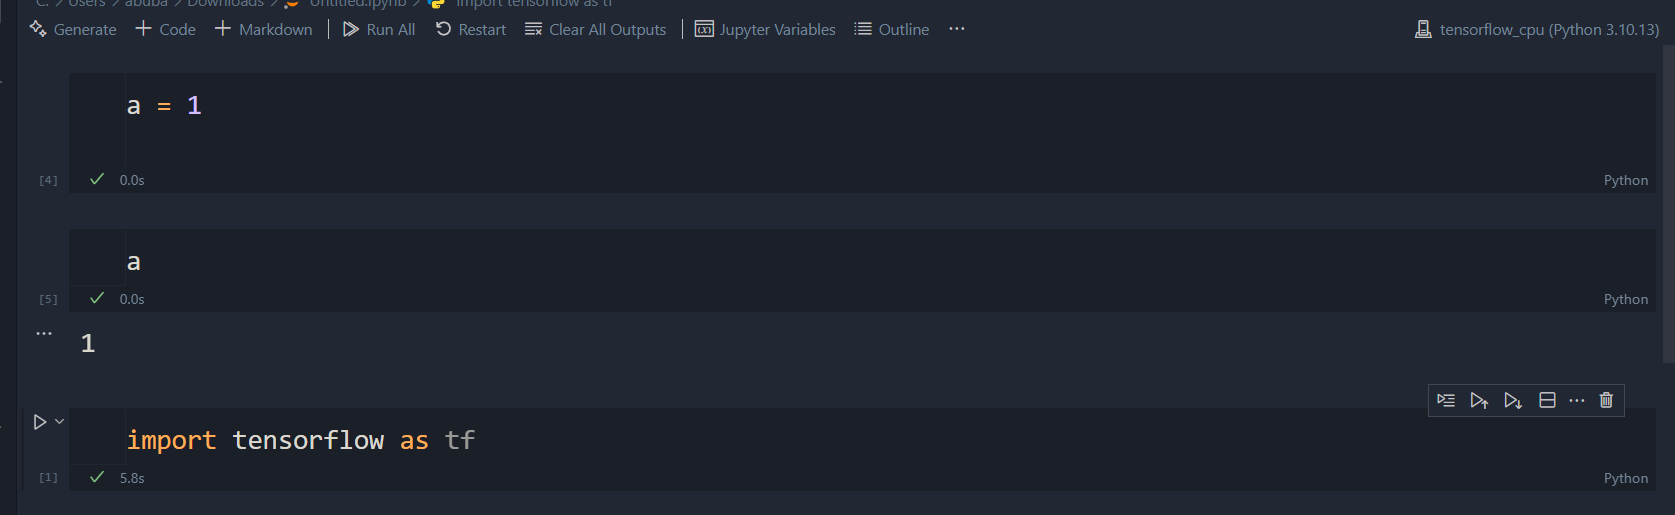 C: > Users > abuba > Downloads > Untitled.ipynb > import tensorflow as tf
Generate + Code + Markdown Run All Restart Clear All Outputs Jupyter Variables Outline ... tensorflow_cpu (Python 3.10.13)
a = 1
[4] 0.0s Python
a
[5] 0.0s Python
... 1
import tensorflow as tf
[1] 5.8s Python